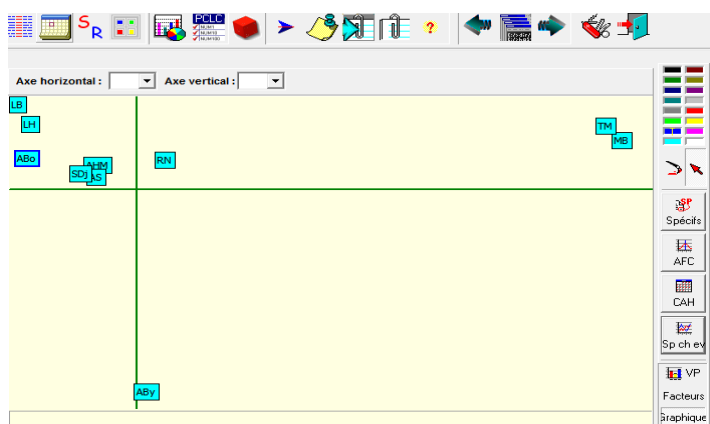 S R
PCLC
NUM1
NUM10
NUM100
?
Axe horizontal :
Axe vertical :
LB
LH
TM
MB
ABo
AHM
RN
SDj
AS
ABy
SP
Spécifs
AFC
CAH
Sp ch ev
VP
Facteurs
Graphique